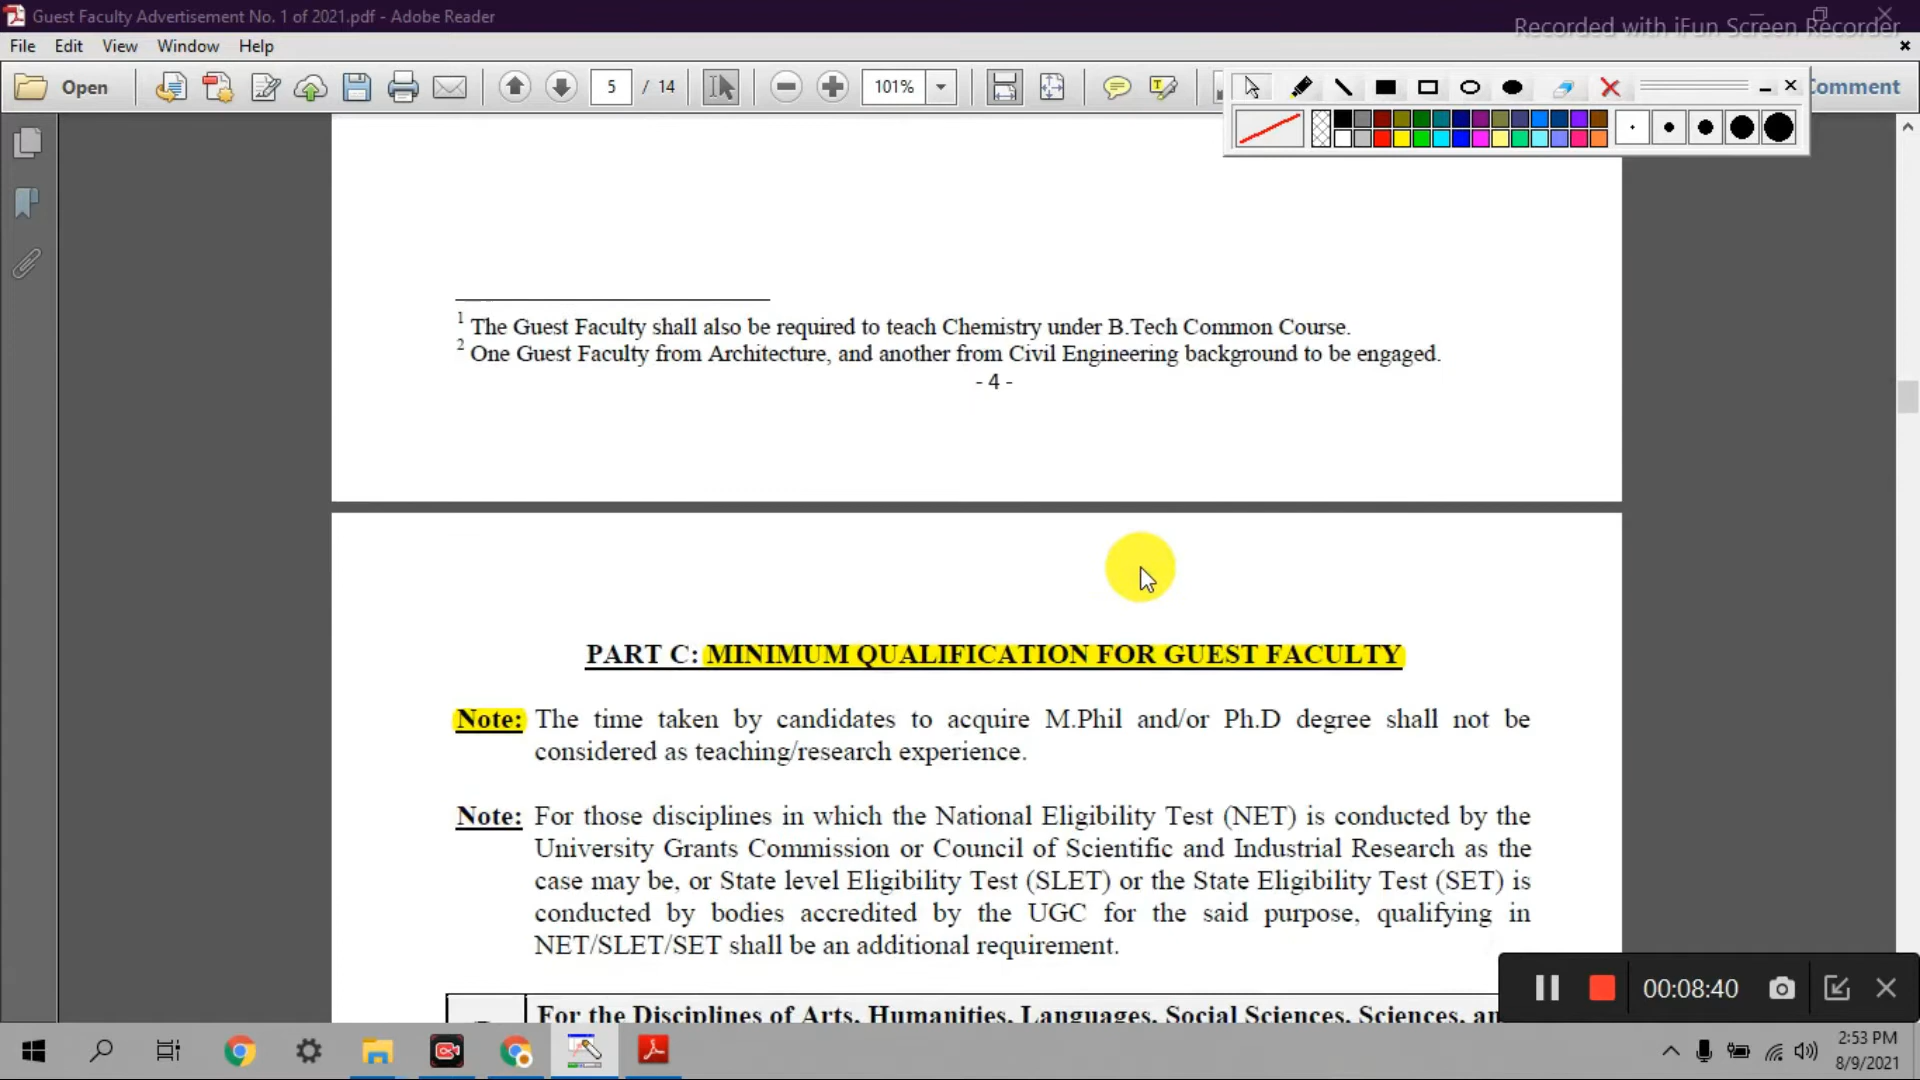 Guest Faculty Advertisement No. 1 of 2021.pdf - Adobe Reader
Recorded with iFun Screen Recorder
File Edit View Window Help
Open 5 / 14 101% Comment
1 The Guest Faculty shall also be required to teach Chemistry under B.Tech Common Course.
2 One Guest Faculty from Architecture, and another from Civil Engineering background to be engaged.
- 4 -
PART C: MINIMUM QUALIFICATION FOR GUEST FACULTY
Note: The time taken by candidates to acquire M.Phil and/or Ph.D degree shall not be
considered as teaching/research experience.
Note: For those disciplines in which the National Eligibility Test (NET) is conducted by the
University Grants Commission or Council of Scientific and Industrial Research as the
case may be, or State level Eligibility Test (SLET) or the State Eligibility Test (SET) is
conducted by bodies accredited by the UGC for the said purpose, qualifying in
NET/SLET/SET shall be an additional requirement.
For the Disciplines of Arts, Humanities, Languages, Social Sciences, Sciences,
00:08:40
2:53 PM
8/9/2021